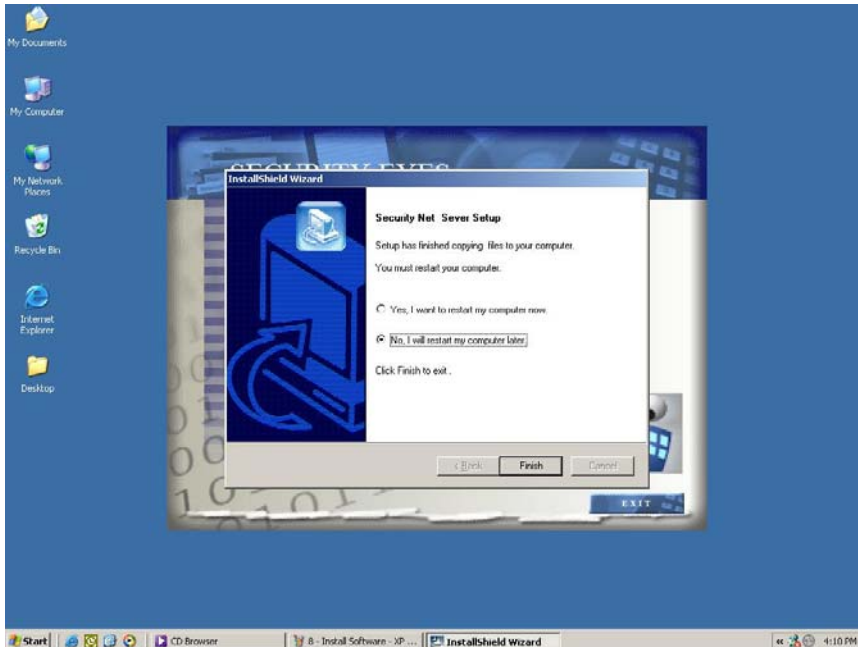 My Documents
My Computer
My Network
Places
Recycle Bin
Internet
Explorer
Desktop
SECURITY EYES
InstallShield Wizard
Security Net Sever Setup
Setup has finished copying files to your computer.
You must restart your computer.
Yes, I want to restart my computer now.
No, I will restart my computer later.
Click Finish to exit .
< Back
Finish
Cancel
EXIT
Start
CD Browser
8 - Install Software - XP ...
InstallShield Wizard
4:10 PM